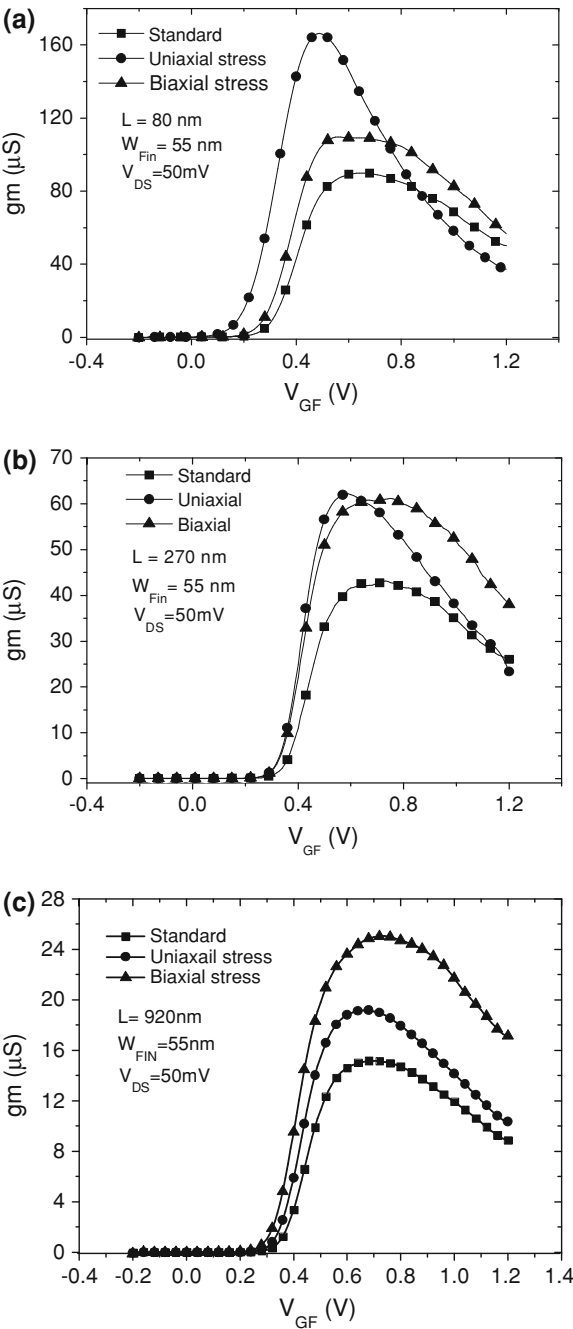 (a)
Standard
Uniaxial stress
Biaxial stress
L = 80 nm
W_Fin = 55 nm
V_DS=50mV
160
120
80
40
0
gm (μS)
-0.4
0.0
0.4
0.8
1.2
V_GF (V)
(b)
70
60
50
40
30
20
10
0
Standard
Uniaxial
Biaxial
L = 270 nm
W_Fin = 55 nm
V_DS=50mV
gm (μS)
-0.4
0.0
0.4
0.8
1.2
V_GF (V)
(c)
28
24
20
16
12
8
4
0
Standard
Uniaxail stress
Biaxial stress
L= 920nm
W_FIN=55nm
V_DS=50mV
gm (μS)
-0.4
-0.2
0.0
0.2
0.4
0.6
0.8
1.0
1.2
1.4
V_GF (V)